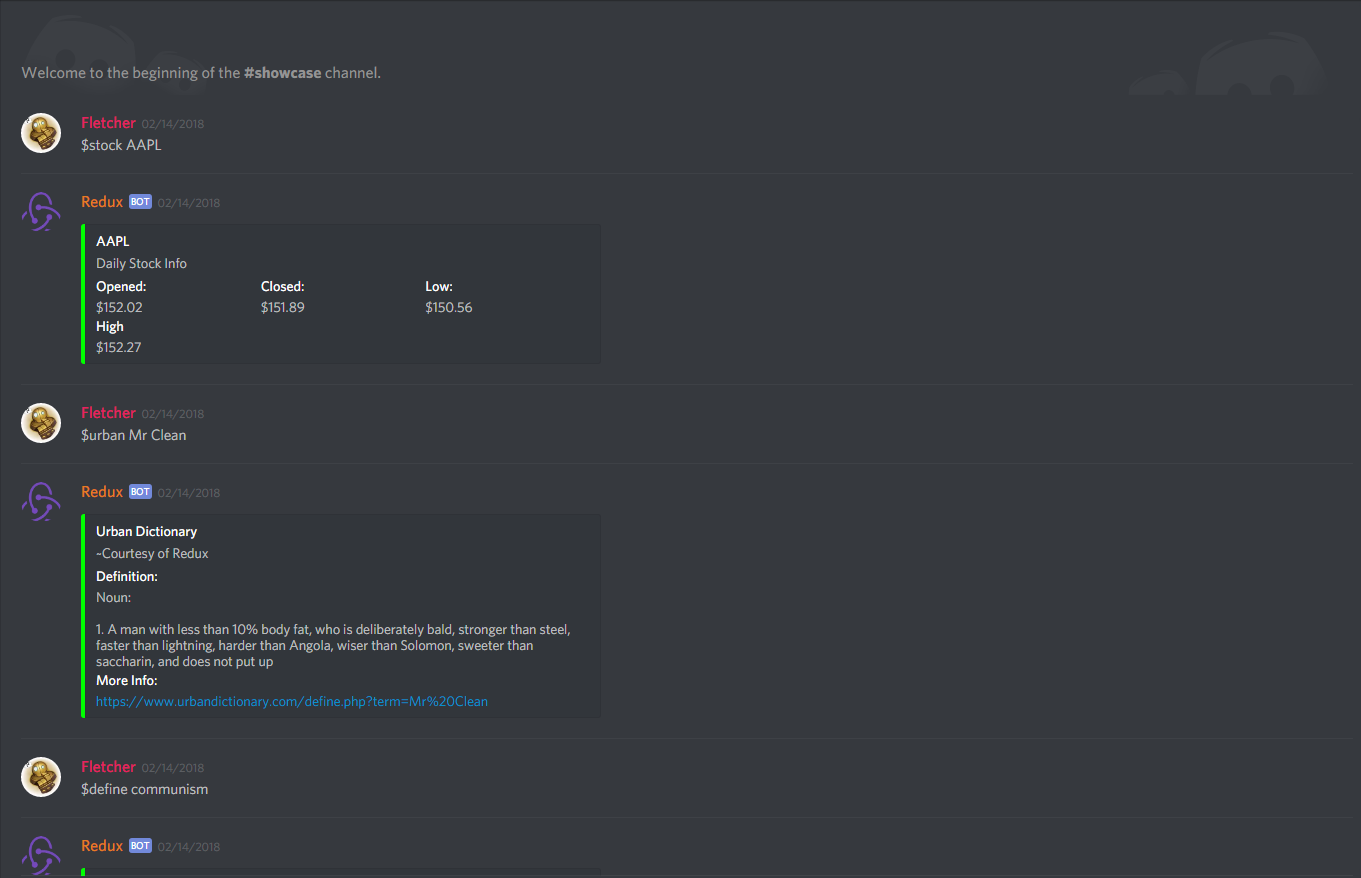 Welcome to the beginning of the #showcase channel.
Fletcher 02/14/2018
$stock AAPL
Redux BOT 02/14/2018
AAPL
Daily Stock Info
Opened: Closed: Low:
$152.02 $151.89 $150.56
High
$152.27
Fletcher 02/14/2018
$urban Mr Clean
Redux BOT 02/14/2018
Urban Dictionary
~Courtesy of Redux
Definition:
Noun:
1. A man with less than 10% body fat, who is deliberately bald, stronger than steel,
faster than lightning, harder than Angola, wiser than Solomon, sweeter than
saccharin, and does not put up
More Info:
https://www.urbandictionary.com/define.php?term=Mr%20Clean
Fletcher 02/14/2018
$define communism
Redux BOT 02/14/2018